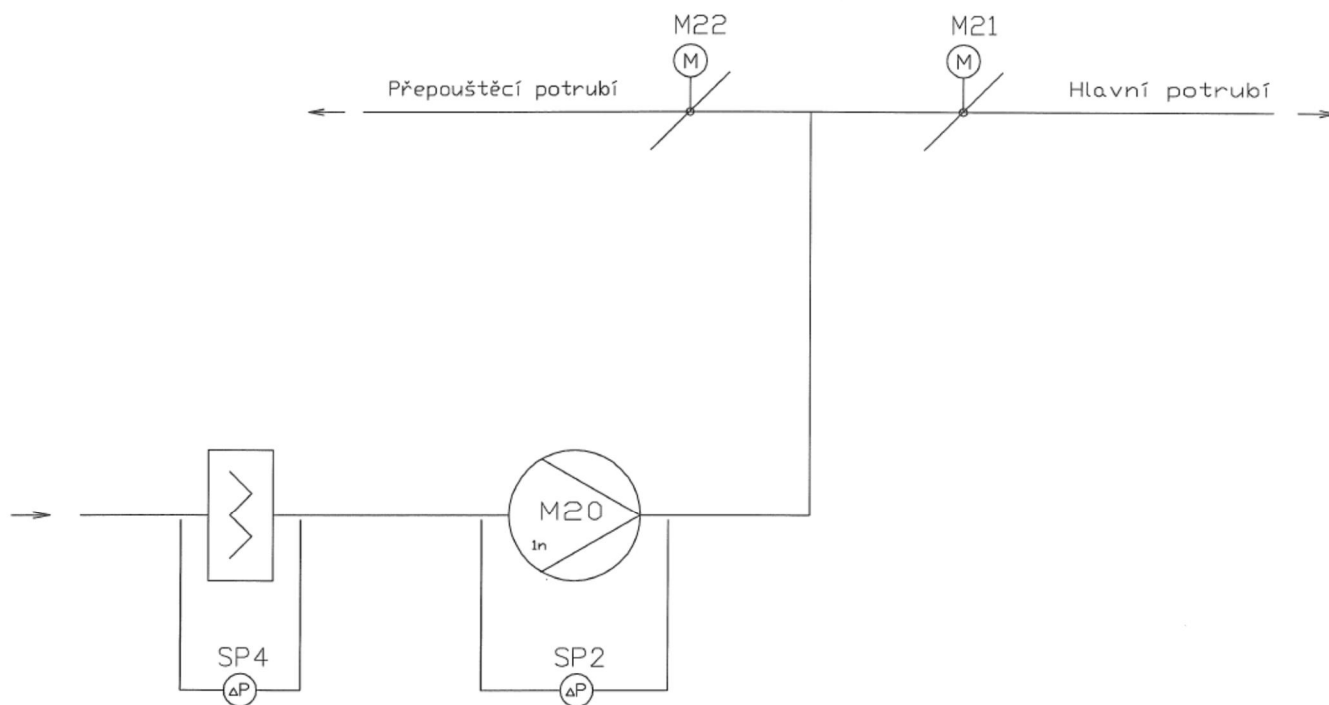 M22
M21
M
M
Přepouštěcí potrubí
Hlavní potrubí
M20
1n
SP4
SP2
ΔP
ΔP